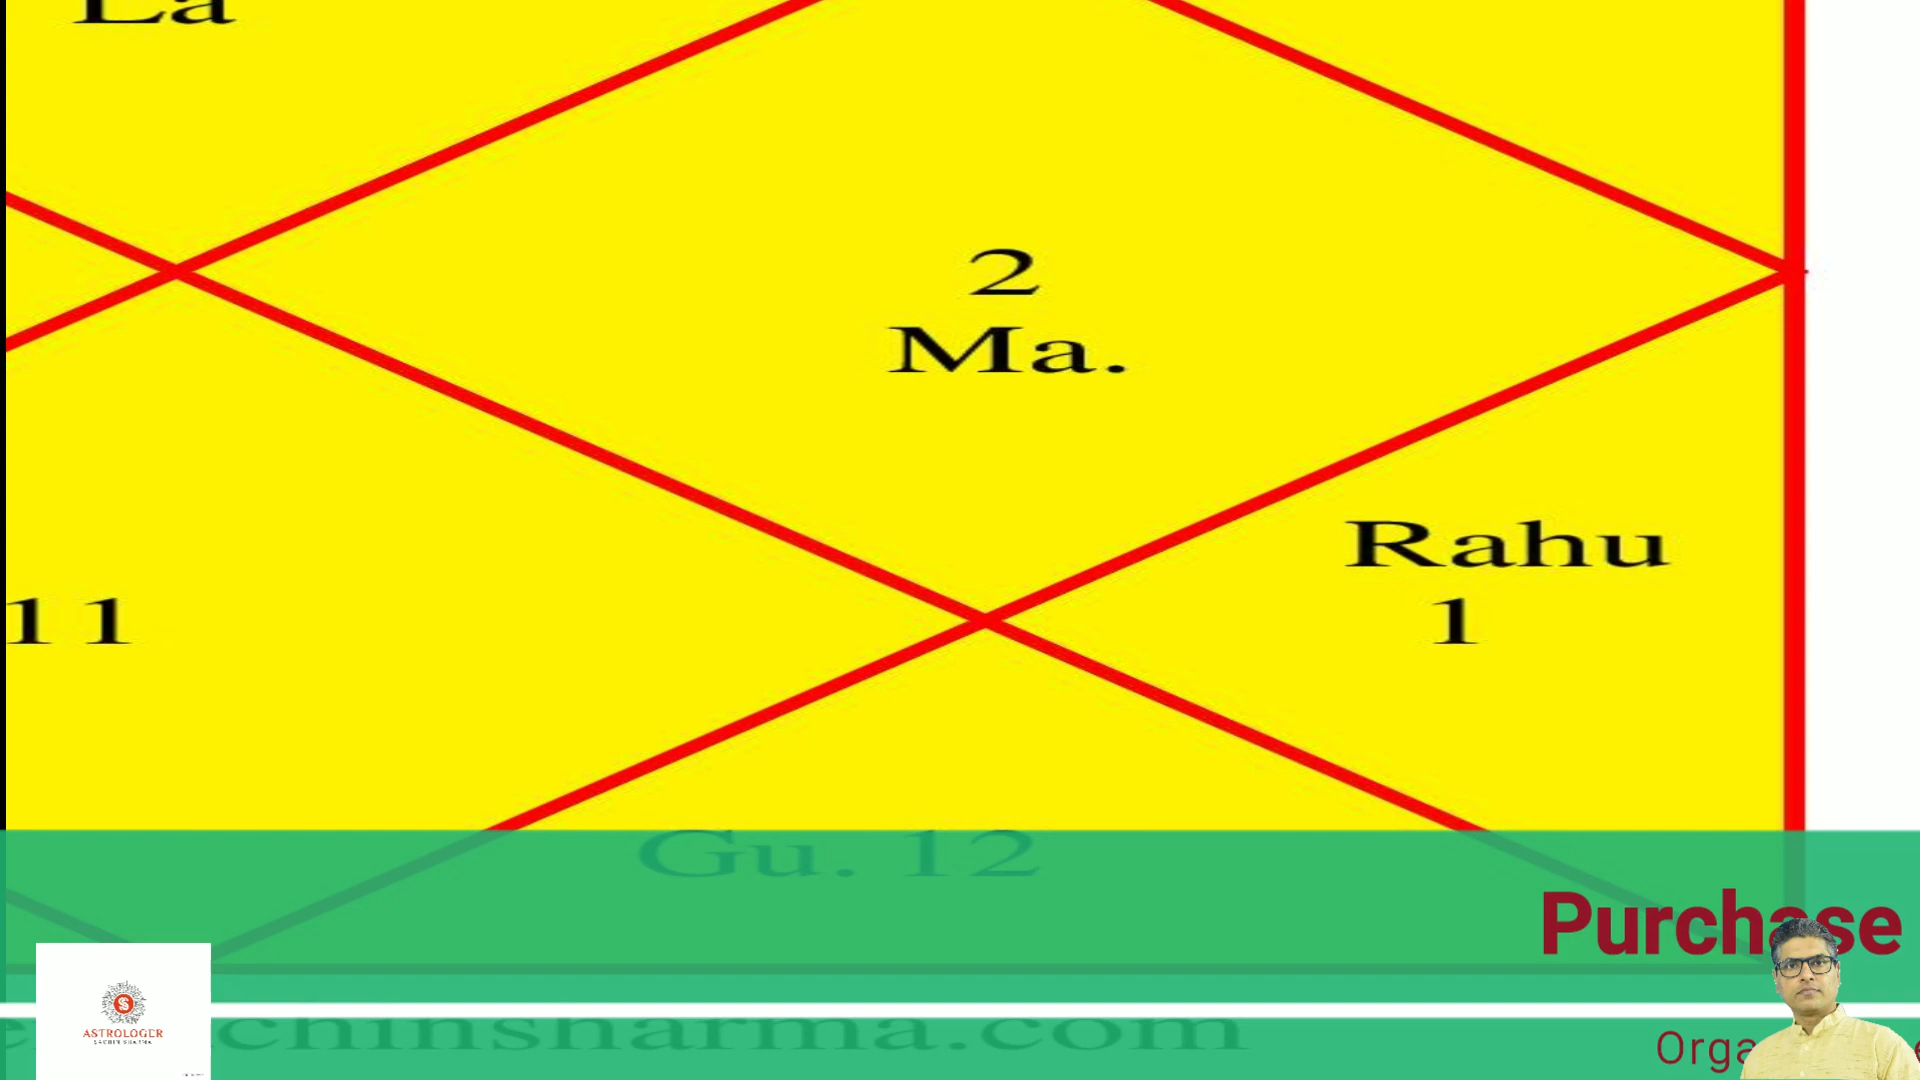 La
2
Ma.
Rahu
1
11
Gu. 12
Purchase
ASTROLOGER
chinsharma.com
Orga